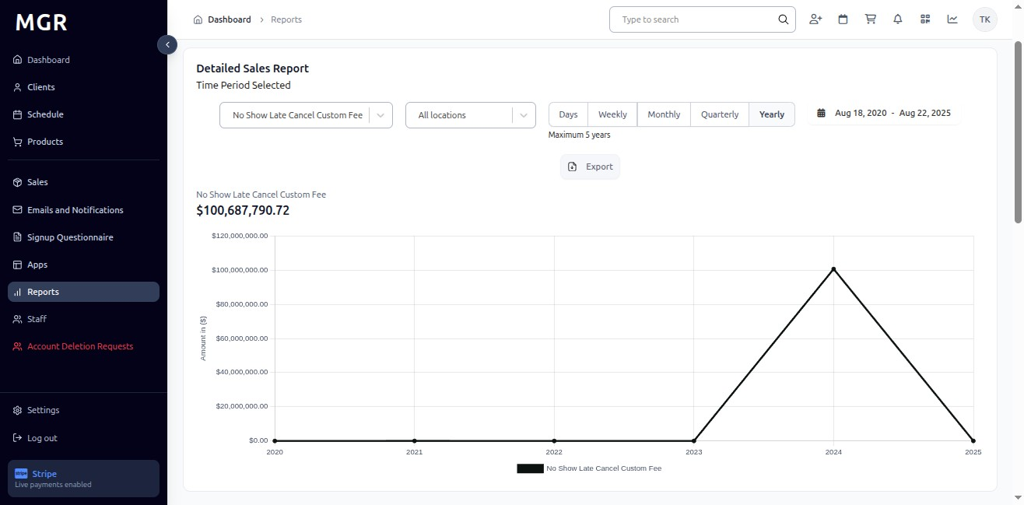 MGR
Dashboard
Clients
Schedule
Products
Sales
Emails and Notifications
Signup Questionnaire
Apps
Reports
Staff
Account Deletion Requests
Settings
Log out
Stripe
Live payments enabled
Dashboard > Reports
Type to search
TK
Detailed Sales Report
Time Period Selected
No Show Late Cancel Custom Fee
All locations
Days Weekly Monthly Quarterly Yearly
Maximum 5 years
Aug 18, 2020 - Aug 22, 2025
Export
No Show Late Cancel Custom Fee
$100,687,790.72
Amount in ($)
$120,000,000.00
$100,000,000.00
$80,000,000.00
$60,000,000.00
$40,000,000.00
$20,000,000.00
$0.00
2020 2021 2022 2023 2024 2025
No Show Late Cancel Custom Fee